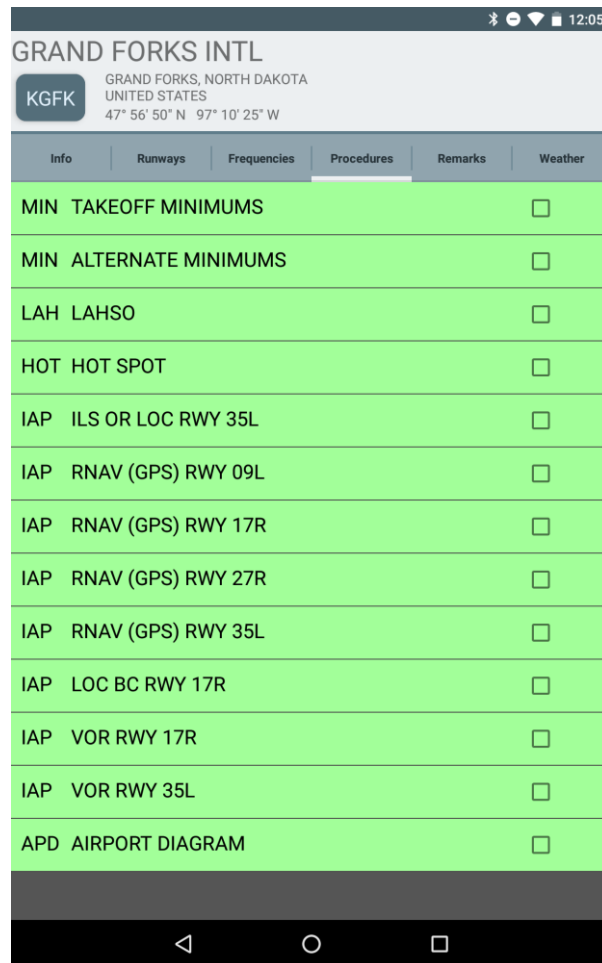 12:05
GRAND FORKS INTL
KGFK
GRAND FORKS, NORTH DAKOTA
UNITED STATES
47° 56' 50" N 97° 10' 25" W
Info Runways Frequencies Procedures Remarks Weather
MIN TAKEOFF MINIMUMS
MIN ALTERNATE MINIMUMS
LAH LAHSO
HOT HOT SPOT
IAP ILS OR LOC RWY 35L
IAP RNAV (GPS) RWY 09L
IAP RNAV (GPS) RWY 17R
IAP RNAV (GPS) RWY 27R
IAP RNAV (GPS) RWY 35L
IAP LOC BC RWY 17R
IAP VOR RWY 17R
IAP VOR RWY 35L
APD AIRPORT DIAGRAM